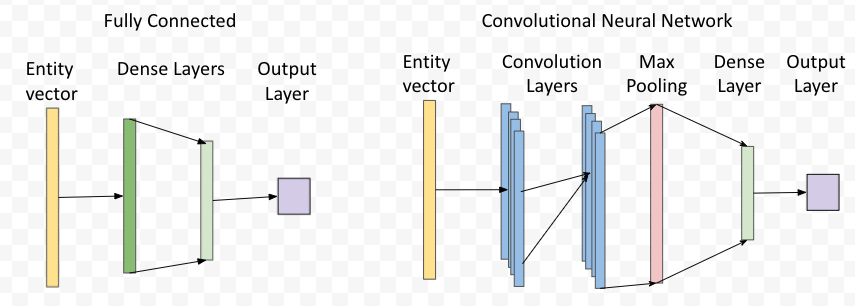 Fully Connected
Entity
vector
Dense Layers
Output
Layer
Convolutional Neural Network
Entity
vector
Convolution
Layers
Max
Pooling
Dense
Layer
Output
Layer